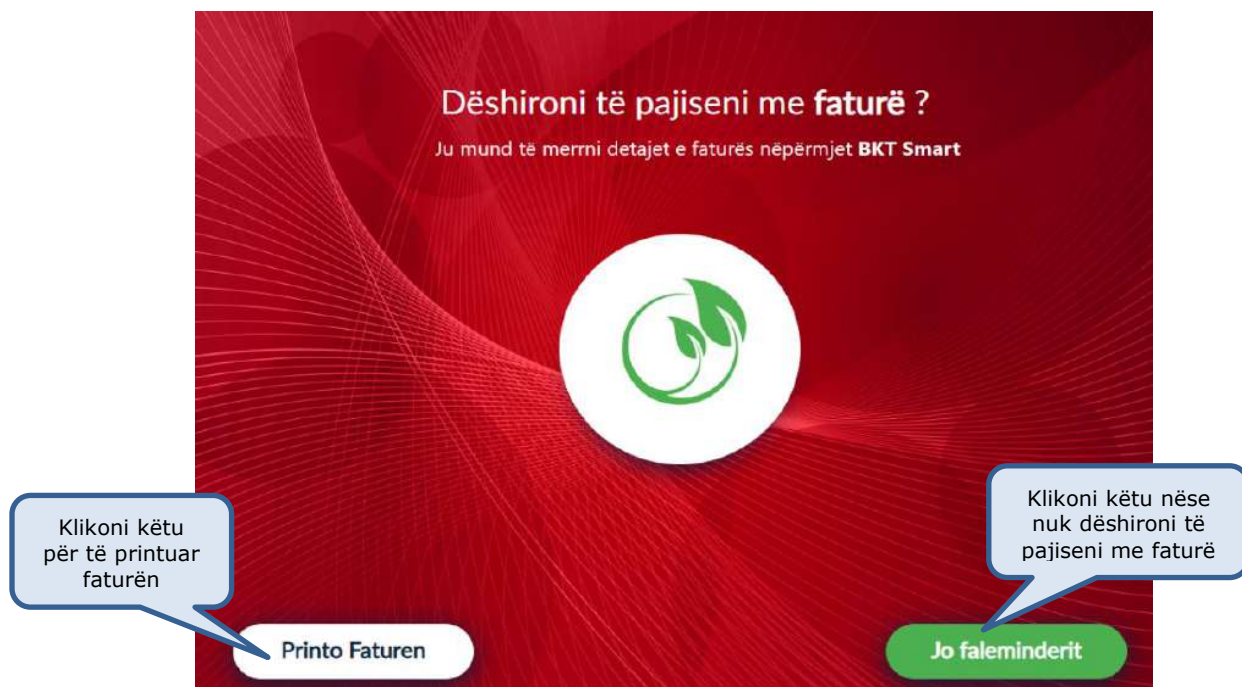 Dëshironi të pajiseni me faturë ?
Ju mund të merrni detajet e faturës nëpërmjet BKT Smart
Klikoni këtu
për të printuar
faturën
Klikoni këtu nëse
nuk dëshironi të
pajiseni me faturë
Printo Faturen
Jo faleminderit